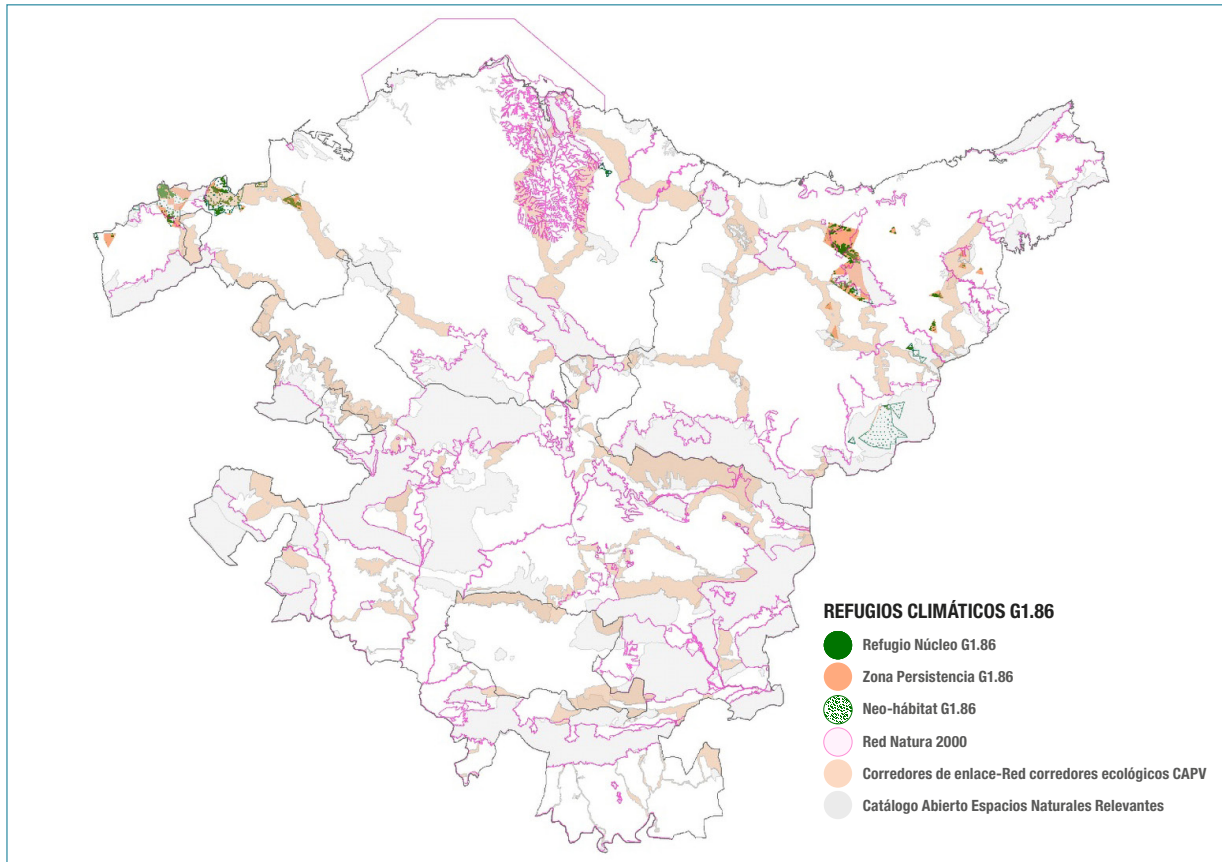 REFUGIOS CLIMÁTICOS G1.86
Refugio Núcleo G1.86
Zona Persistencia G1.86
Neo-hábitat G1.86
Red Natura 2000
Corredores de enlace-Red corredores ecológicos CAPV
Catálogo Abierto Espacios Naturales Relevantes